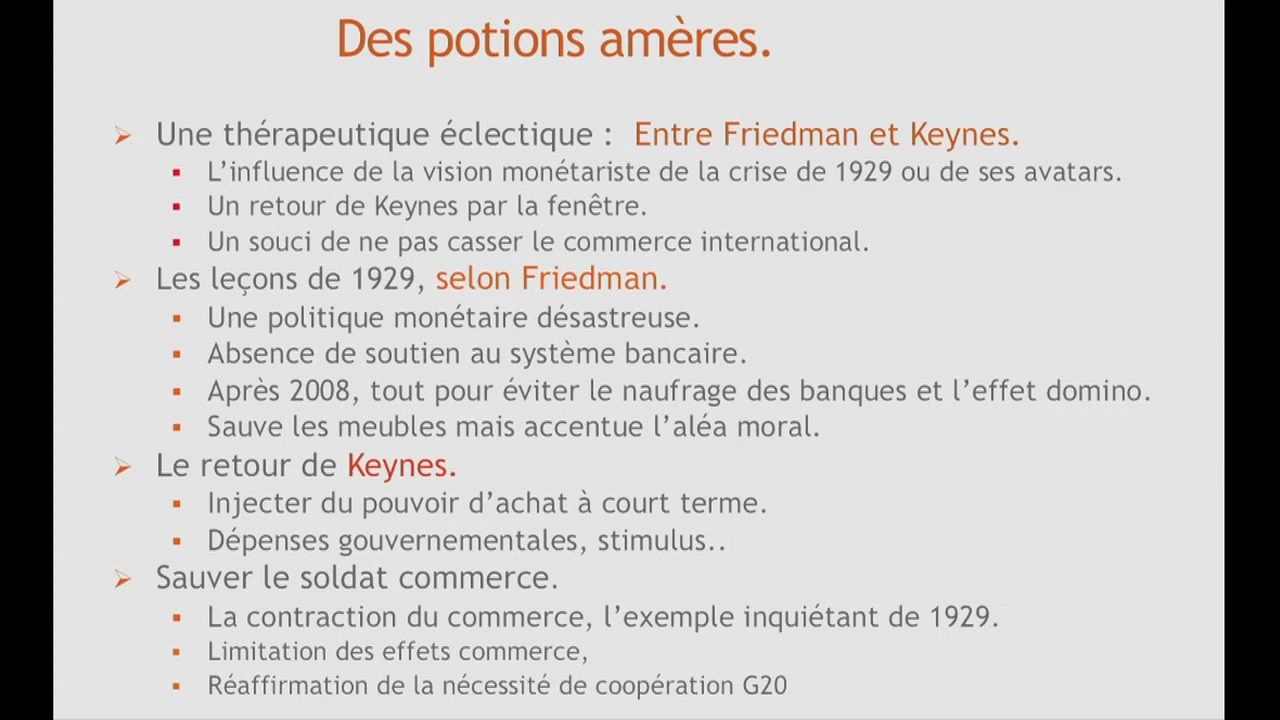 Des potions amères.
Une thérapeutique éclectique : Entre Friedman et Keynes.
L’influence de la vision monétariste de la crise de 1929 ou de ses avatars.
Un retour de Keynes par la fenêtre.
Un souci de ne pas casser le commerce international.
Les leçons de 1929, selon Friedman.
Une politique monétaire désastreuse.
Absence de soutien au système bancaire.
Après 2008, tout pour éviter le naufrage des banques et l’effet domino.
Sauve les meubles mais accentue l’aléa moral.
Le retour de Keynes.
Injecter du pouvoir d’achat à court terme.
Dépenses gouvernementales, stimulus..
Sauver le soldat commerce.
La contraction du commerce, l’exemple inquiétant de 1929.
Limitation des effets commerce,
Réaffirmation de la nécessité de coopération G20